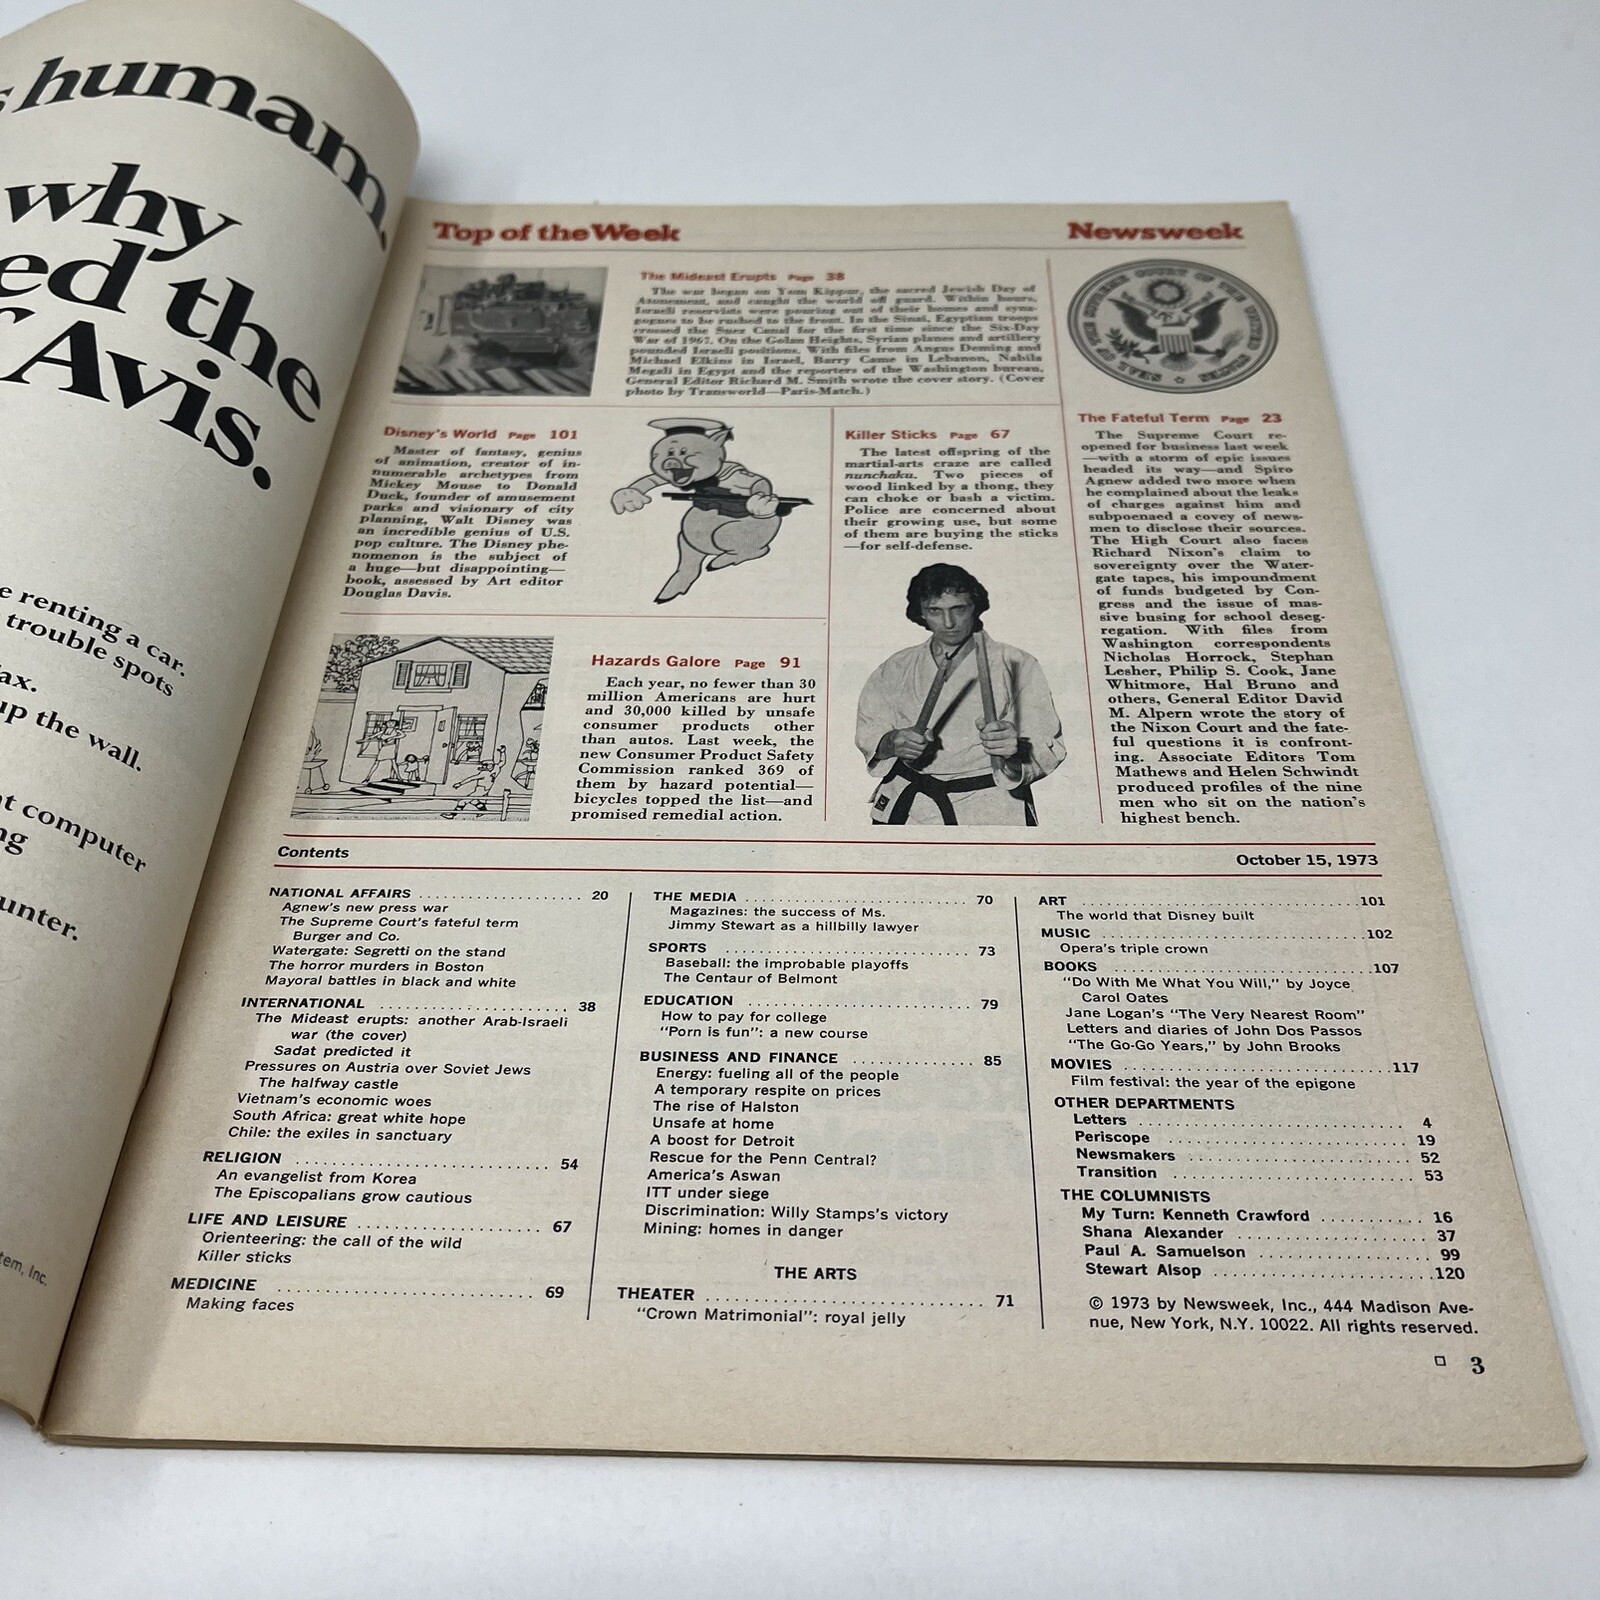 human.
why
ed the
Avis.
e renting a car.
trouble spots
ax.
up the wall.
t computer
ng
unter.
tem, Inc.
Top of the Week
Newsweek
The Mideast Erupts Page 38
The war began on Yom Kippur, the sacred Jewish Day of
Atonement, and caught the world off guard. Within hours,
Israeli reservists were pouring out of their homes and syna-
gogues to be rushed to the front. In the Sinai, Egyptian troops
crossed the Suez Canal for the first time since the Six-Day
War of 1967. On the Golan Heights, Syrian planes and artillery
pounded Israeli positions. With files from Angus Deming and
Michael Elkins in Israel, Barry Came in Lebanon, Nabila
Megali in Egypt and the reporters of the Washington bureau,
General Editor Richard M. Smith wrote the cover story. (Cover
photo by Transworld—Paris-Match.)
Disney's World Page 101
Master of fantasy, genius
of animation, creator of in-
numerable archetypes from
Mickey Mouse to Donald
Duck, founder of amusement
parks and visionary of city
planning, Walt Disney was
an incredible genius of U.S.
pop culture. The Disney phe-
nomenon is the subject of
a huge—but disappointing—
book, assessed by Art editor
Douglas Davis.
Killer Sticks Page 67
The latest offspring of the
martial-arts craze are called
nunchaku. Two pieces of
wood linked by a thong, they
can choke or bash a victim.
Police are concerned about
their growing use, but some
of them are buying the sticks
—for self-defense.
Hazards Galore Page 91
Each year, no fewer than 30
million Americans are hurt
and 30,000 killed by unsafe
consumer products other
than autos. Last week, the
new Consumer Product Safety
Commission ranked 369 of
them by hazard potential—
bicycles topped the list—and
promised remedial action.
The Fateful Term Page 23
The Supreme Court re-
opened for business last week
—with a storm of epic issues
headed its way—and Spiro
Agnew added two more when
he complained about the leaks
of charges against him and
subpoenaed a covey of news-
men to disclose their sources.
The High Court also faces
Richard Nixon's claim to
sovereignty over the Water-
gate tapes, his impoundment
of funds budgeted by Con-
gress and the issue of mas-
sive busing for school deseg-
regation. With files from
Washington correspondents
Nicholas Horrock, Stephan
Lesher, Philip S. Cook, Jane
Whitmore, Hal Bruno and
others, General Editor David
M. Alpern wrote the story of
the Nixon Court and the fate-
ful questions it is confront-
ing. Associate Editors Tom
Mathews and Helen Schwindt
produced profiles of the nine
men who sit on the nation's
highest bench.
Contents
October 15, 1973
NATIONAL AFFAIRS 20
Agnew's new press war
The Supreme Court's fateful term
Burger and Co.
Watergate: Segretti on the stand
The horror murders in Boston
Mayoral battles in black and white
INTERNATIONAL 38
The Mideast erupts: another Arab-Israeli
war (the cover)
Sadat predicted it
Pressures on Austria over Soviet Jews
The halfway castle
Vietnam's economic woes
South Africa: great white hope
Chile: the exiles in sanctuary
RELIGION 54
An evangelist from Korea
The Episcopalians grow cautious
LIFE AND LEISURE 67
Orienteering: the call of the wild
Killer sticks
MEDICINE 69
Making faces
THE MEDIA 70
Magazines: the success of Ms.
Jimmy Stewart as a hillbilly lawyer
SPORTS 73
Baseball: the improbable playoffs
The Centaur of Belmont
EDUCATION 79
How to pay for college
"Porn is fun": a new course
BUSINESS AND FINANCE 85
Energy: fueling all of the people
A temporary respite on prices
The rise of Halston
Unsafe at home
A boost for Detroit
Rescue for the Penn Central?
America's Aswan
ITT under siege
Discrimination: Willy Stamps's victory
Mining: homes in danger
THE ARTS
THEATER 71
"Crown Matrimonial": royal jelly
ART 101
The world that Disney built
MUSIC 102
Opera's triple crown
BOOKS 107
"Do With Me What You Will," by Joyce
Carol Oates
Jane Logan's "The Very Nearest Room"
Letters and diaries of John Dos Passos
"The Go-Go Years," by John Brooks
MOVIES 117
Film festival: the year of the epigone
OTHER DEPARTMENTS
Letters 4
Periscope 19
Newsmakers 52
Transition 53
THE COLUMNISTS
My Turn: Kenneth Crawford 16
Shana Alexander 37
Paul A. Samuelson 99
Stewart Alsop 120
© 1973 by Newsweek, Inc., 444 Madison Ave-
nue, New York, N.Y. 10022. All rights reserved.
3